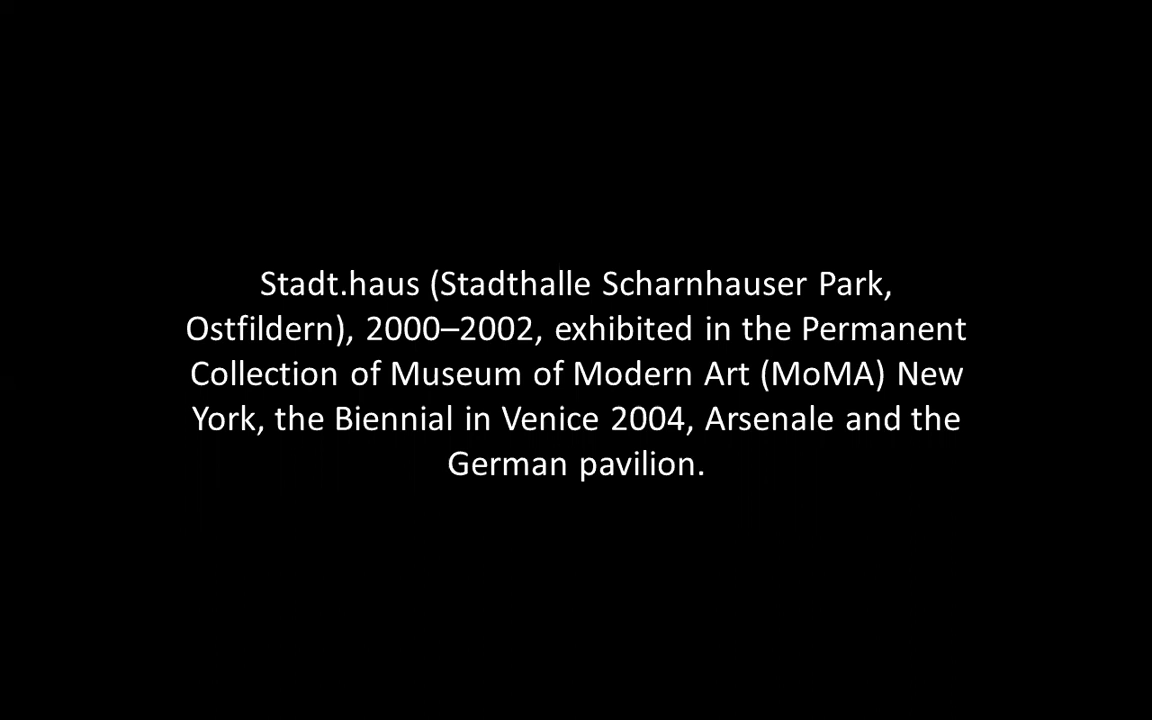 Stadt.haus (Stadthalle Scharnhauser Park,
Ostfildern), 2000–2002, exhibited in the Permanent
Collection of Museum of Modern Art (MoMA) New
York, the Biennial in Venice 2004, Arsenale and the
German pavilion.